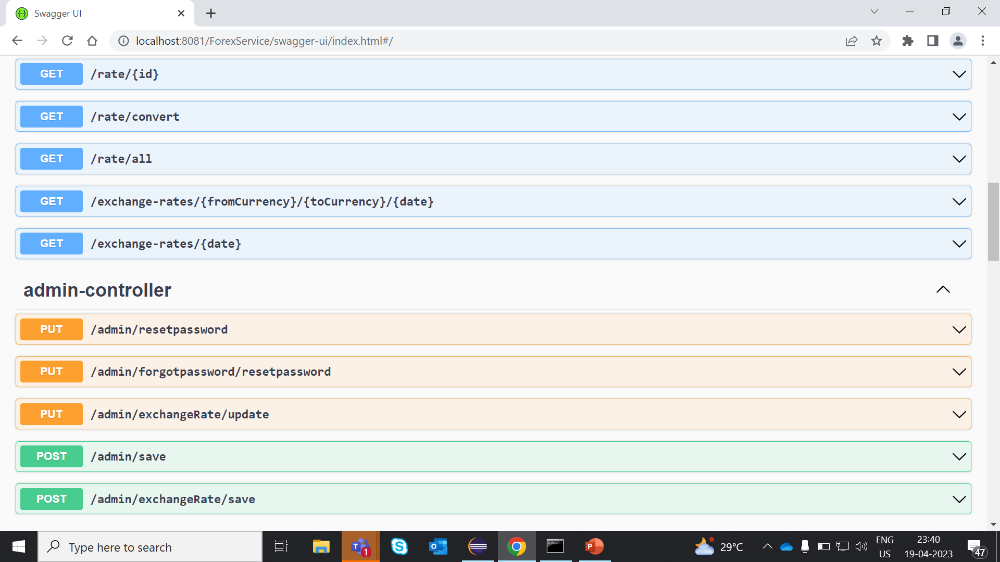 Swagger UI
localhost:8081/ForexService/swagger-ui/index.html#/
GET /rate/{id}
GET /rate/convert
GET /rate/all
GET /exchange-rates/{fromCurrency}/{toCurrency}/{date}
GET /exchange-rates/{date}
admin-controller
PUT /admin/resetpassword
PUT /admin/forgotpassword/resetpassword
PUT /admin/exchangeRate/update
POST /admin/save
POST /admin/exchangeRate/save
Type here to search
T 1
S
O
P
29°C
ENG
US
23:40
19-04-2023
47